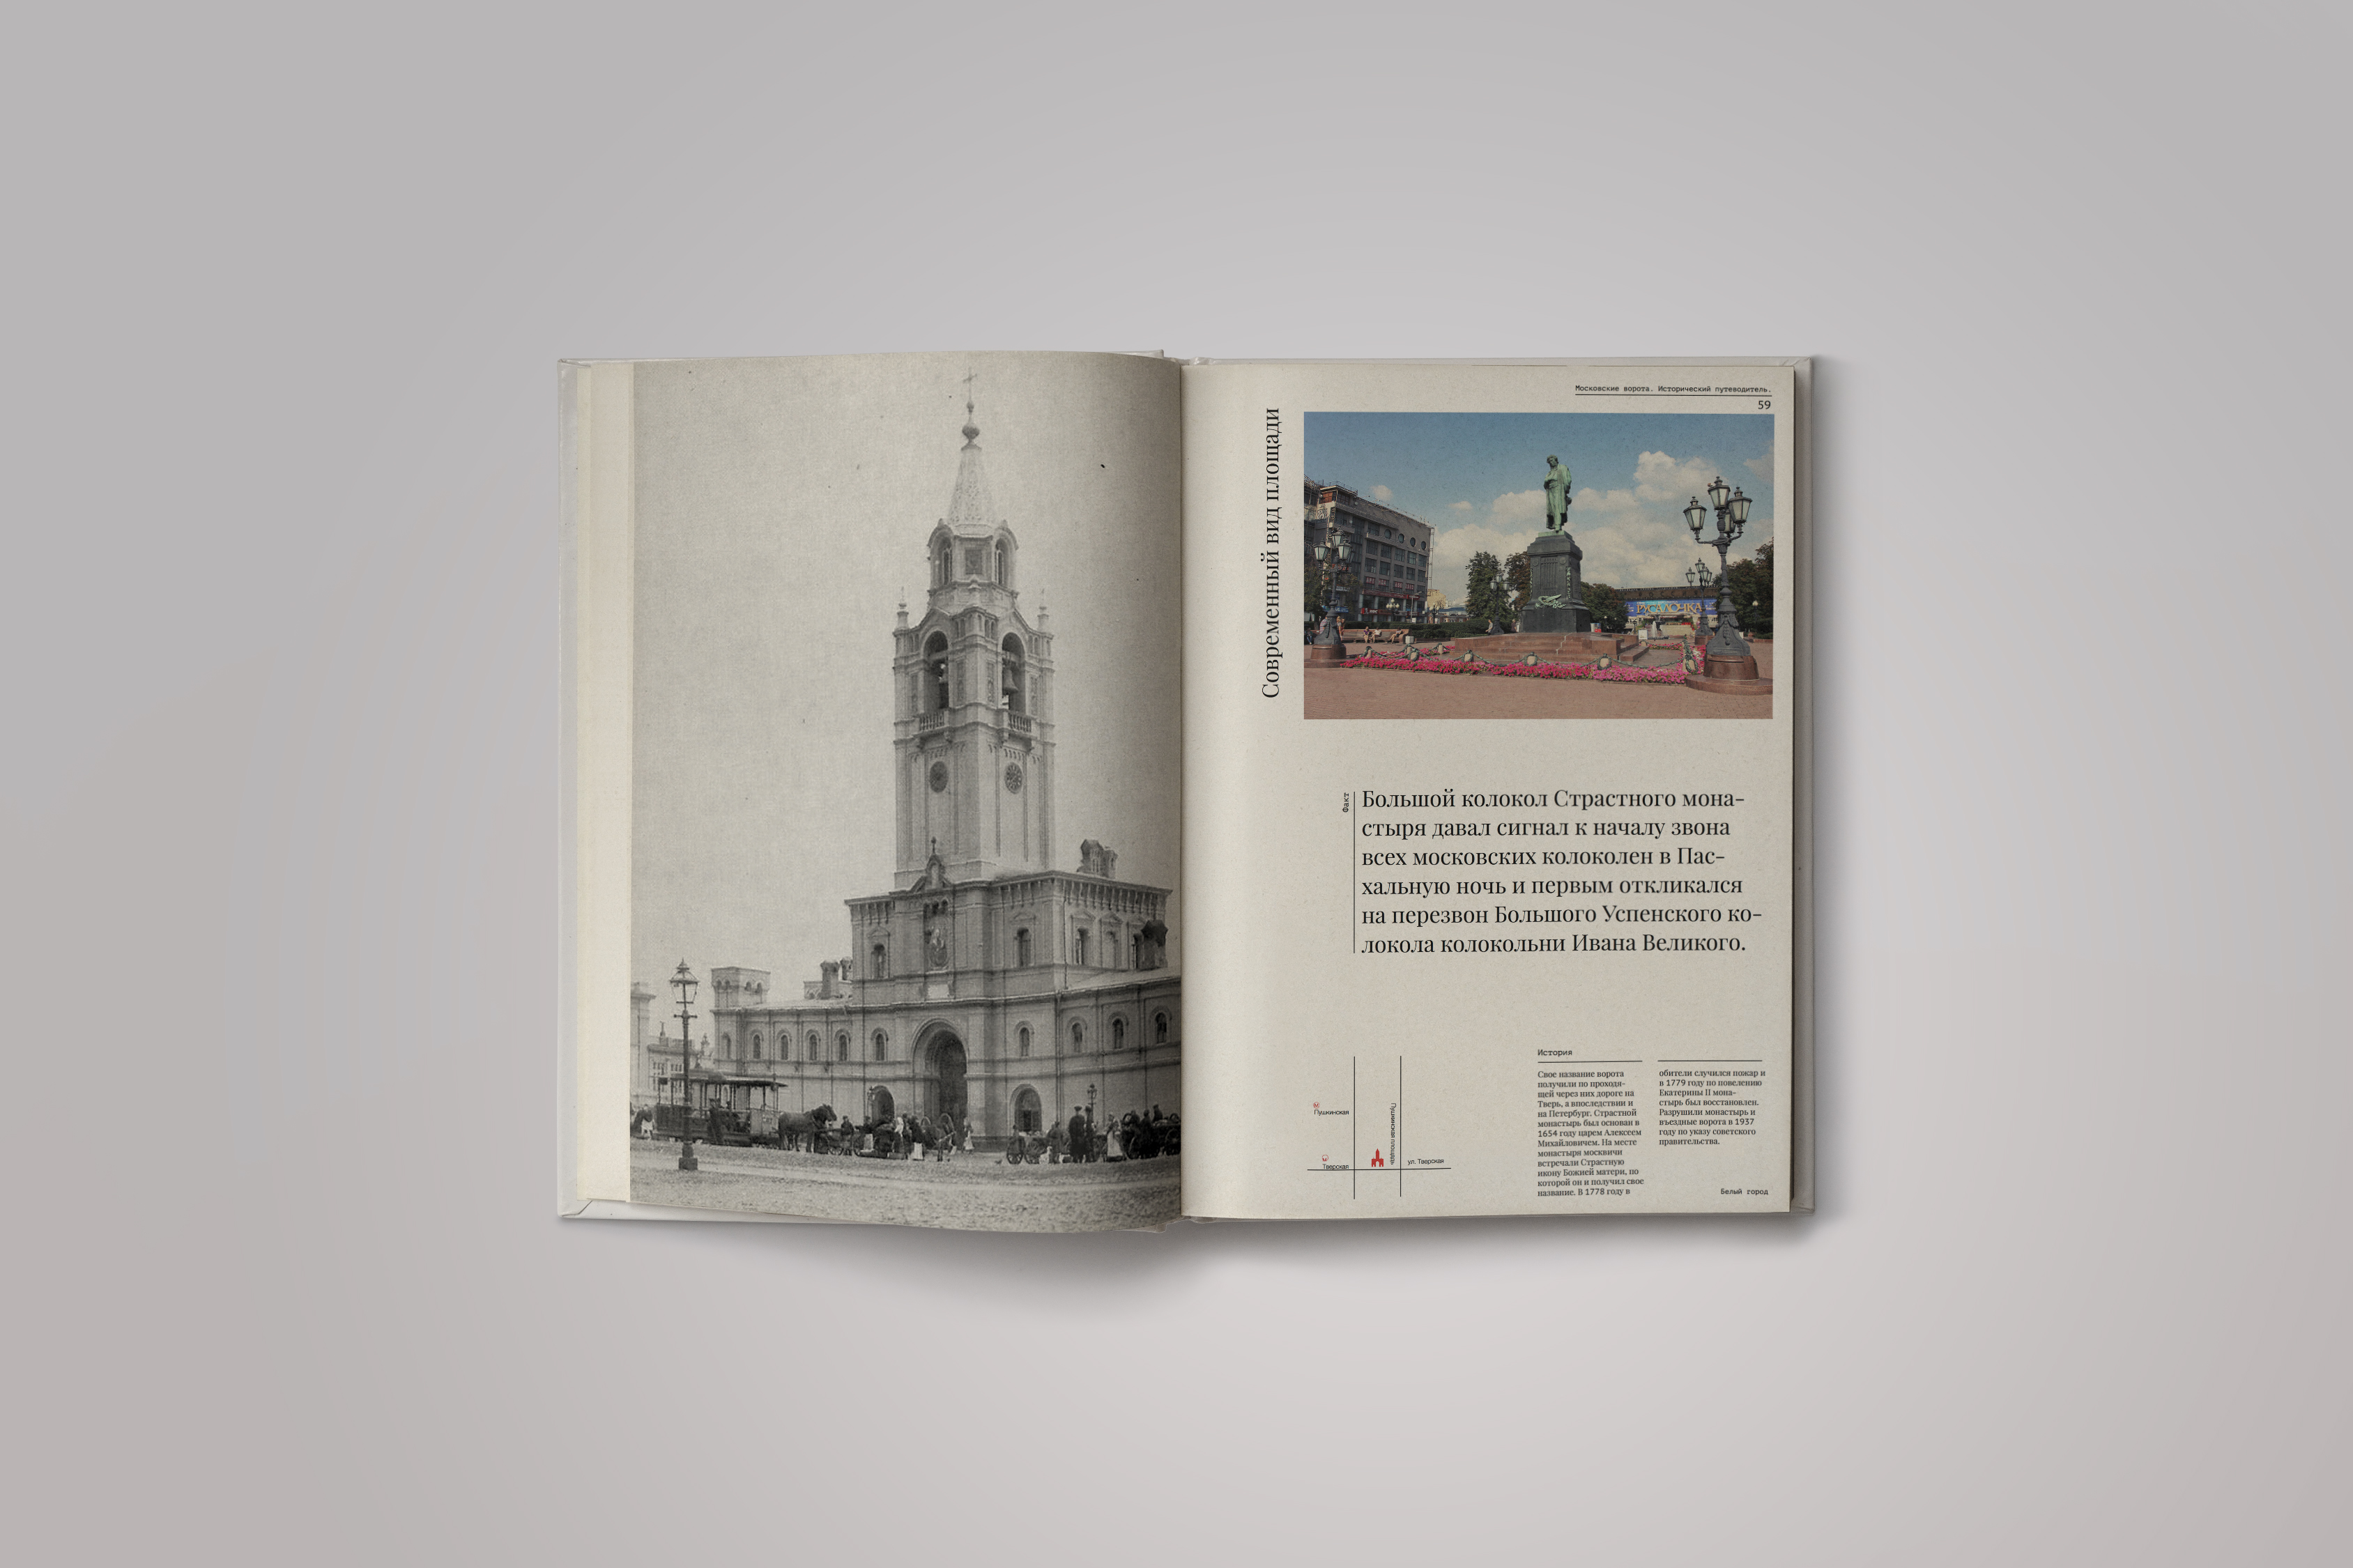 Московские ворота. Исторический путеводитель.
59
Современный вид площади
РУСАЛОЧКА
Факт
Большой колокол Страстного мона-
стыря давал сигнал к началу звона
всех московских колоколен в Пас-
хальную ночь и первым откликался
на перезвон Большого Успенского ко-
локола колокольни Ивана Великого.
Пушкинская
Тверская
Пушкинская площадь
ул. Тверская
История
Свое название ворота
получили по проходя-
щей через них дороге на
Тверь, а впоследствии и
на Петербург. Страстной
монастырь был основан в
1654 году царем Алексеем
Михайловичем. На месте
монастыря москвичи
встречали Страстную
икону Божией матери, по
которой он и получил свое
название. В 1778 году в
обители случился пожар и
в 1779 году по повелению
Екатерины II мона-
стырь был восстановлен.
Разрушили монастырь и
въездные ворота в 1937
году по указу советского
правительства.
Белый город